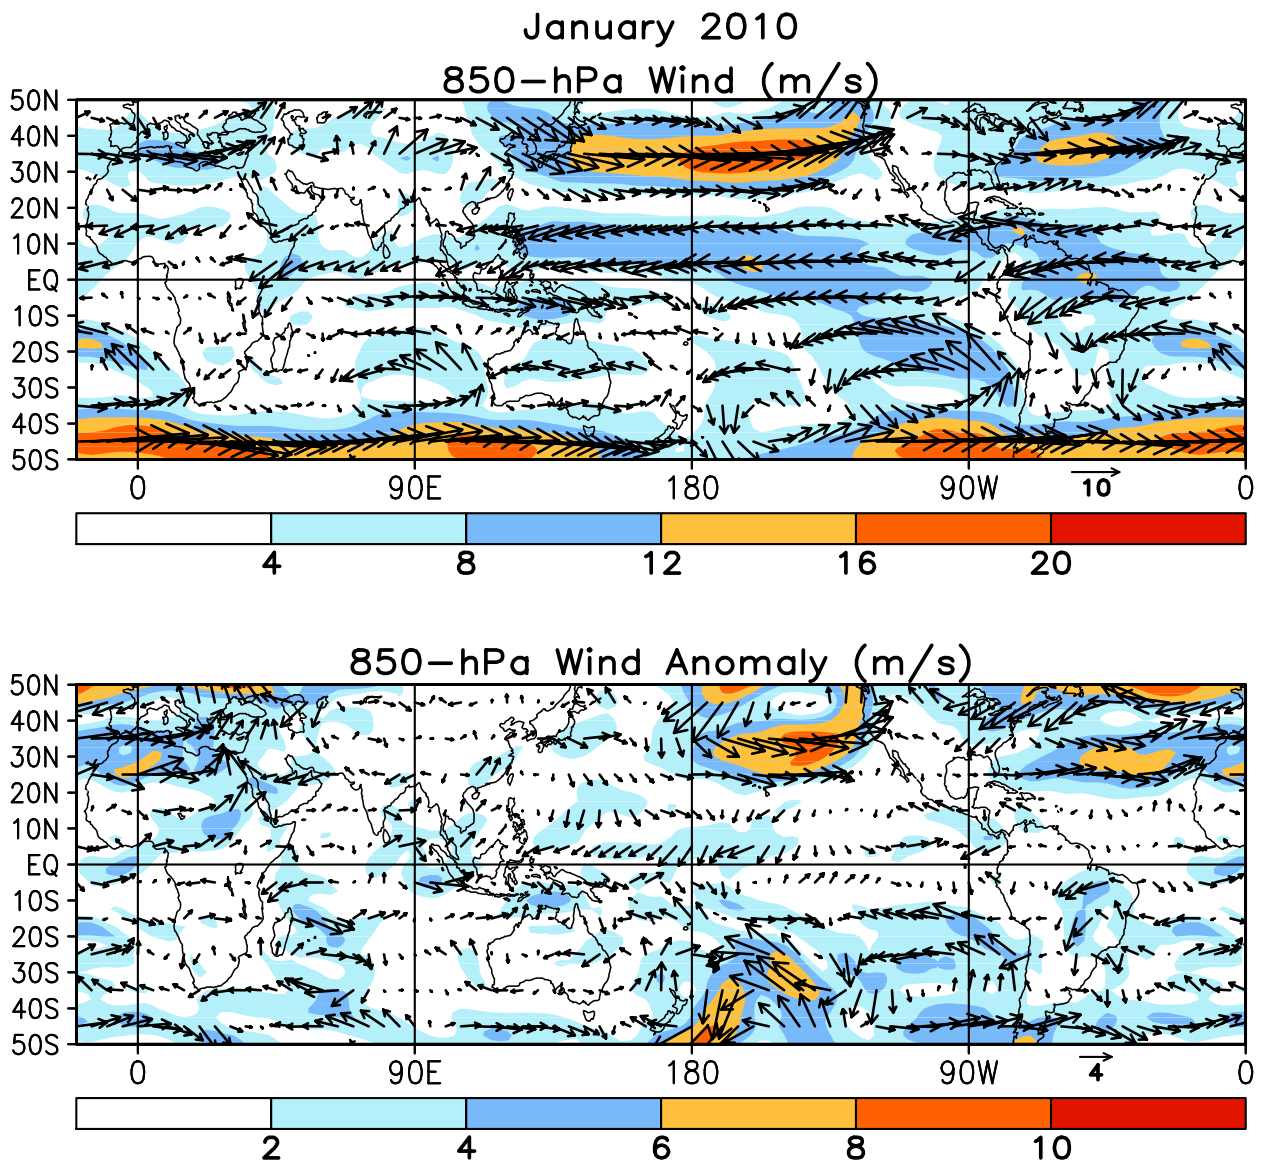 January 2010
850-hPa Wind (m/s)
50N
40N
30N
20N
10N
EQ
10S
20S
30S
40S
50S
0 90E 180 90W 0
10
4 8 12 16 20
850-hPa Wind Anomaly (m/s)
50N
40N
30N
20N
10N
EQ
10S
20S
30S
40S
50S
0 90E 180 90W 0
4
2 4 6 8 10